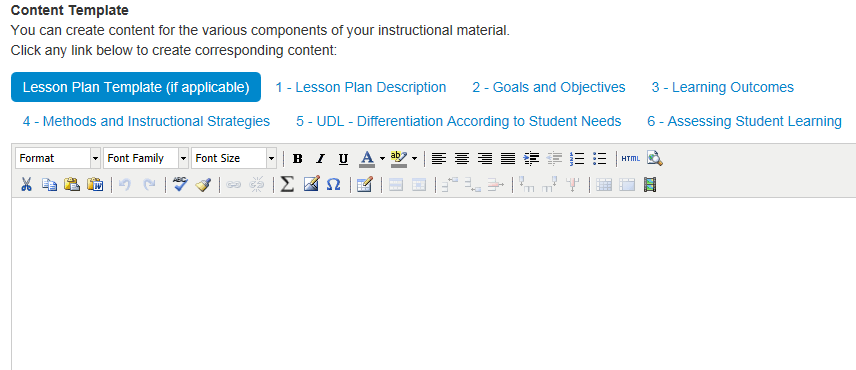 Content Template
You can create content for the various components of your instructional material.
Click any link below to create corresponding content:
Lesson Plan Template (if applicable) 1 - Lesson Plan Description 2 - Goals and Objectives 3 - Learning Outcomes
4 - Methods and Instructional Strategies 5 - UDL - Differentiation According to Student Needs 6 - Assessing Student Learning
Format Font Family Font Size B I U A ab HTML
ABC Σ Ω